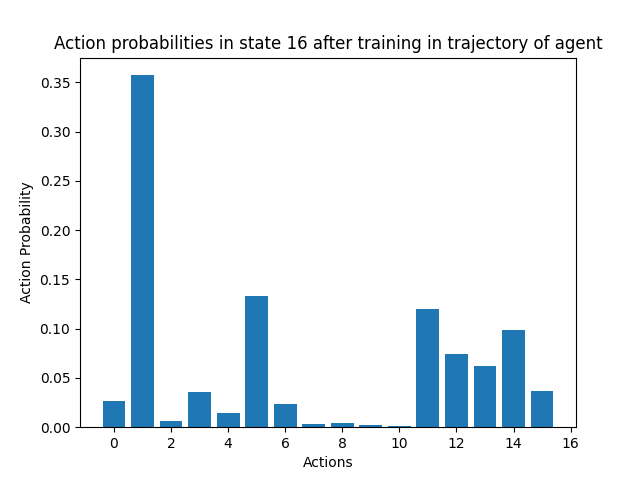 Action probabilities in state 16 after training in trajectory of agent
0.35
0.30
0.25
0.20
0.15
0.10
0.05
0.00
Action Probability
0 2 4 6 8 10 12 14 16
Actions